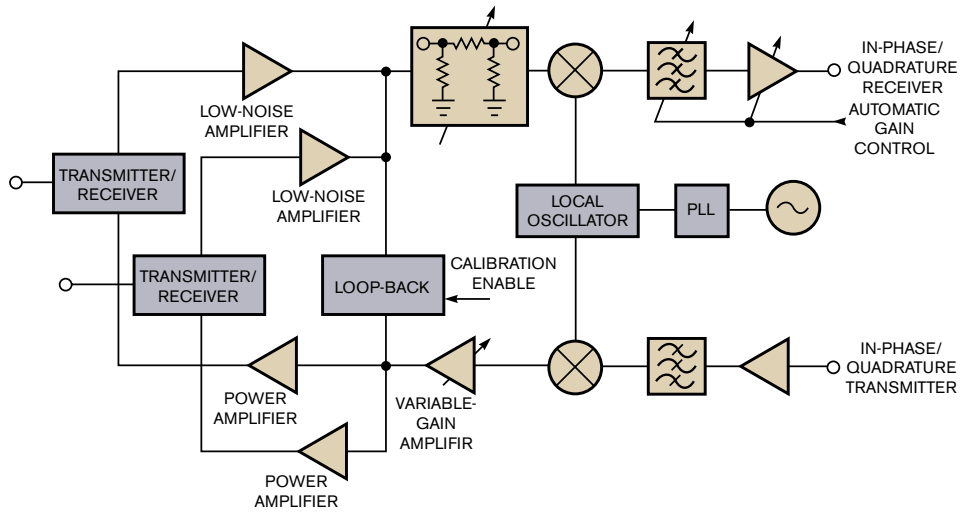 LOW-NOISE
AMPLIFIER
IN-PHASE/
QUADRATURE
RECEIVER
AUTOMATIC
GAIN
CONTROL
TRANSMITTER/
RECEIVER
LOW-NOISE
AMPLIFIER
LOCAL
OSCILLATOR
PLL
TRANSMITTER/
RECEIVER
LOOP-BACK
CALIBRATION
ENABLE
POWER
AMPLIFIER
VARIABLE-
GAIN
AMPLIFIR
IN-PHASE/
QUADRATURE
TRANSMITTER
POWER
AMPLIFIER